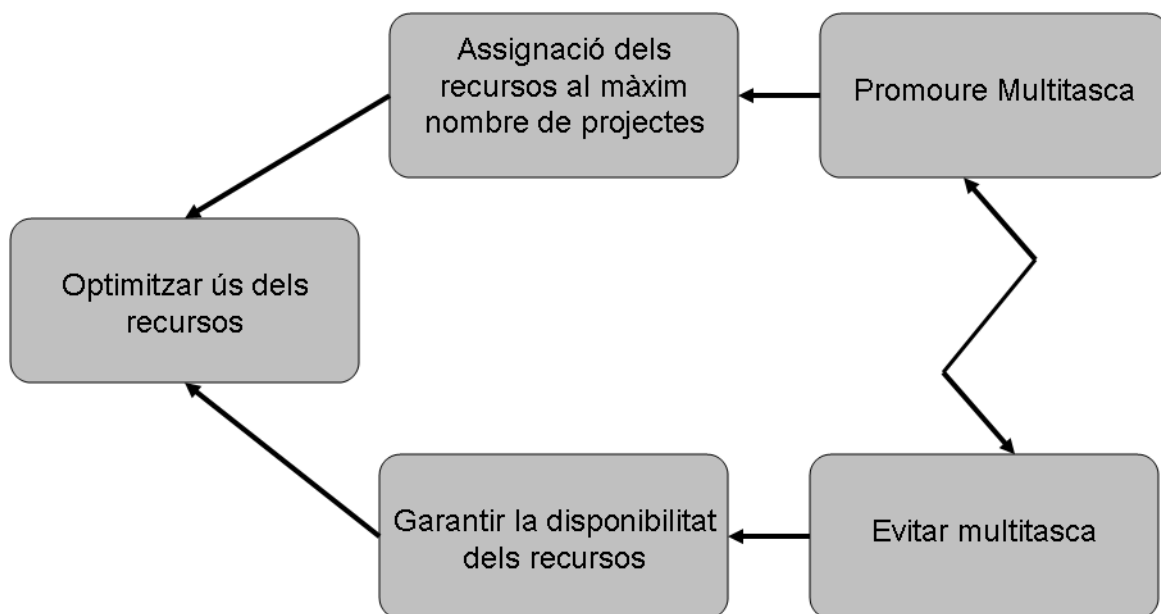 Assignació dels
recursos al màxim
nombre de projectes
Promoure Multitasca
Optimitzar ús dels
recursos
Garantir la disponibilitat
dels recursos
Evitar multitasca